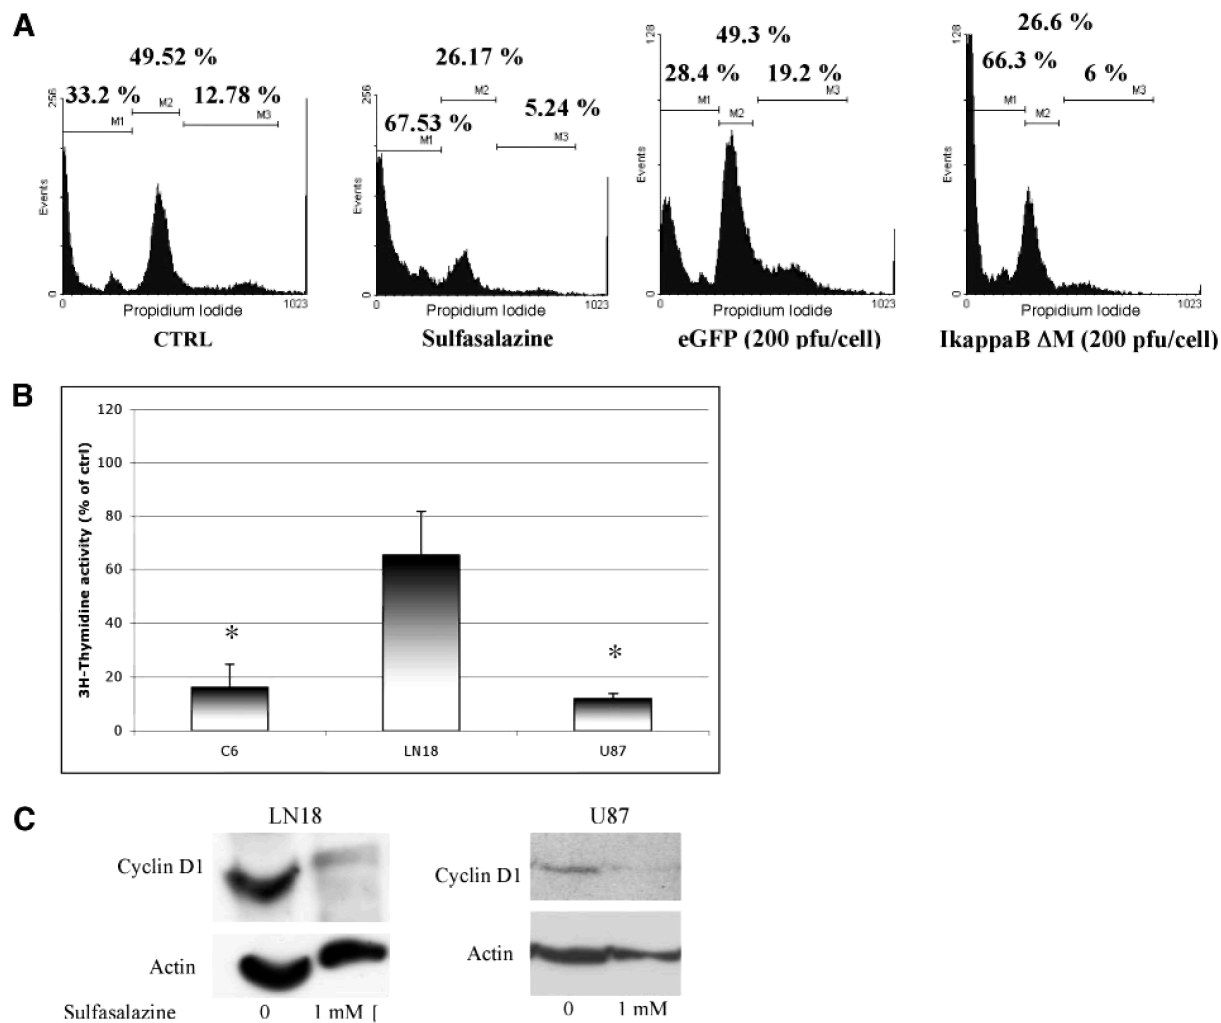 A
49.52 %
33.2 %
12.78 %
M1
M2
M3
256
Events
0
0
1023
Propidium Iodide
CTRL
26.17 %
67.53 %
5.24 %
M1
M2
M3
256
Events
0
0
1023
Propidium Iodide
Sulfasalazine
49.3 %
28.4 %
19.2 %
M1
M2
M3
128
Events
0
0
1023
Propidium Iodide
eGFP (200 pfu/cell)
26.6 %
66.3 %
6 %
M1
M2
M3
128
Events
0
0
1023
Propidium Iodide
IkappaB ΔM (200 pfu/cell)
B
3H-Thymidine activity (% of ctrl)
120
100
80
60
40
20
0
*
*
C6
LN18
U87
C
LN18
Cyclin D1
Actin
Sulfasalazine
0
1 mM [
U87
Cyclin D1
Actin
0
1 mM